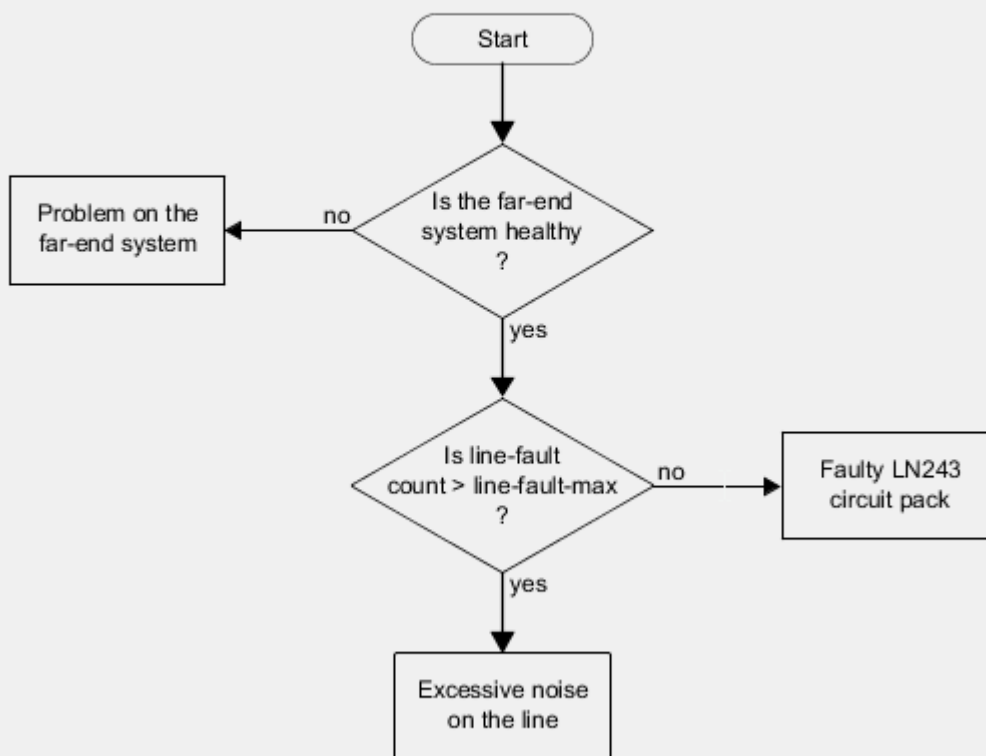 Start
Is the far-end
system healthy
?
no
Problem on the
far-end system
yes
Is line-fault
count > line-fault-max
?
no
Faulty LN243
circuit pack
yes
Excessive noise
on the line